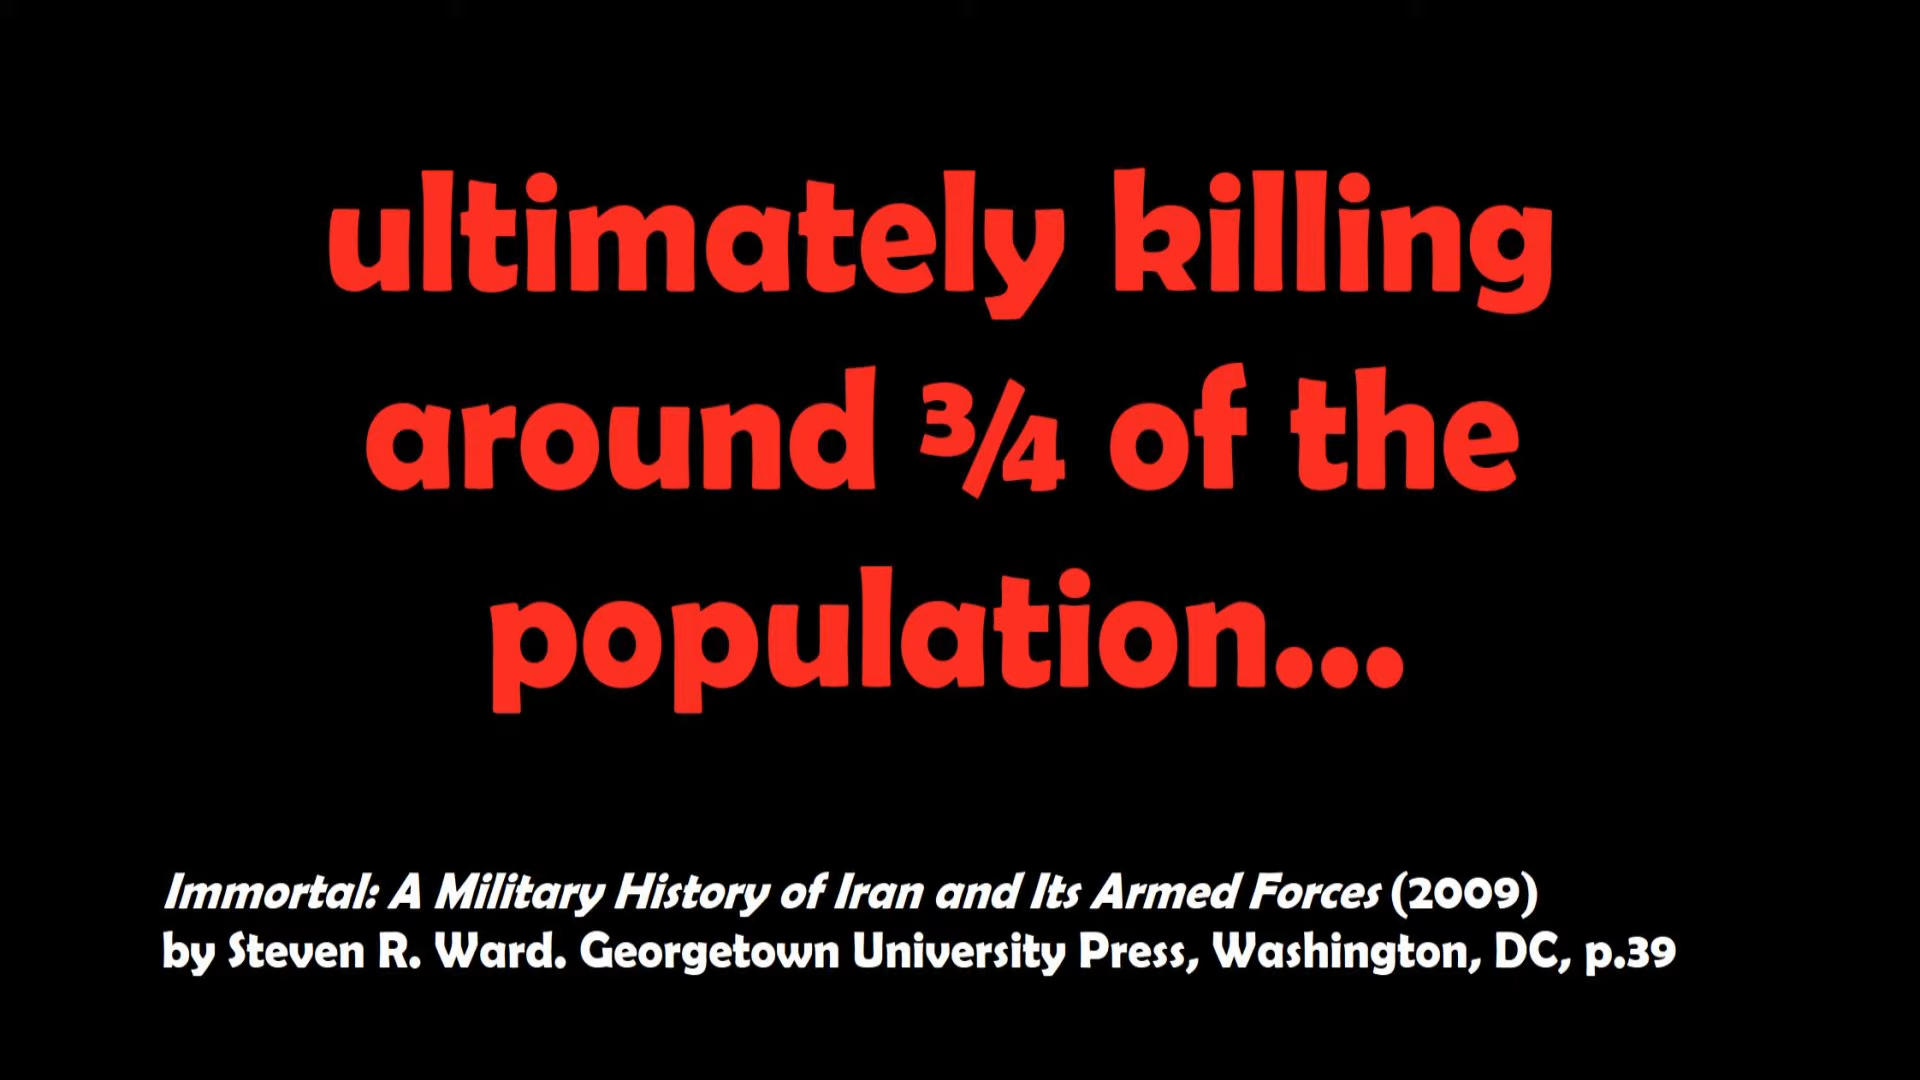 ultimately killing
around ¾ of the
population...
Immortal: A Military History of Iran and Its Armed Forces (2009)
by Steven R. Ward. Georgetown University Press, Washington, DC, p.39